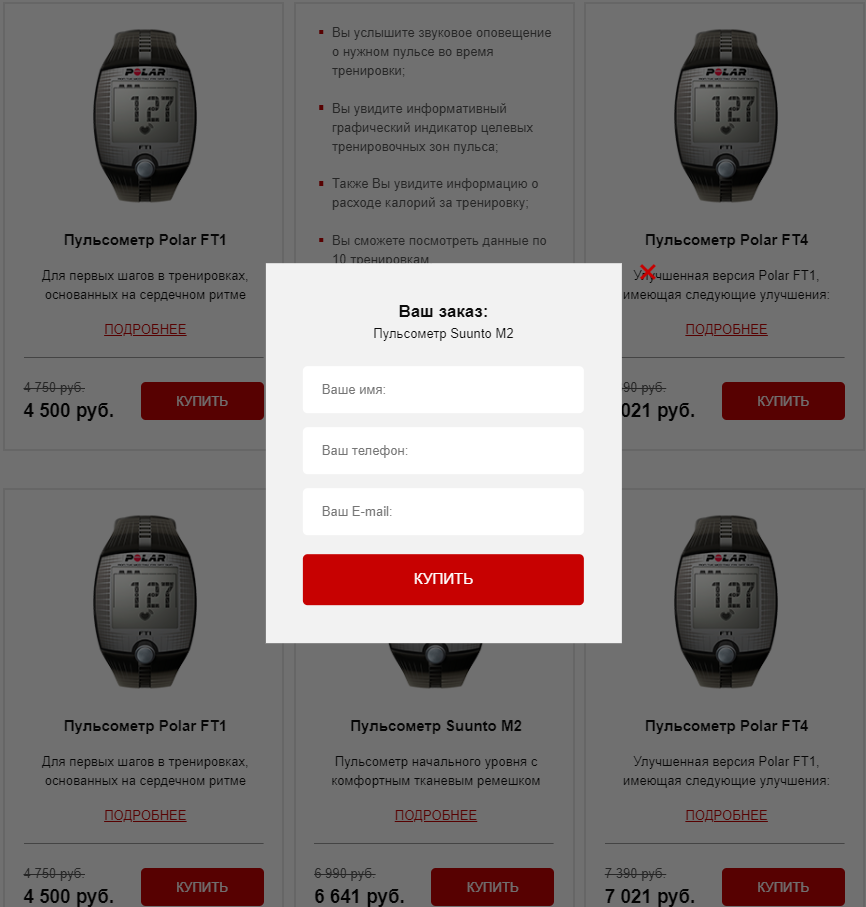 POLAR
127
FT1
Пульсометр Polar FT1
Для первых шагов в тренировках,
основанных на сердечном ритме
ПОДРОБНЕЕ
4 750 руб.
4 500 руб.
КУПИТЬ
Вы услышите звуковое оповещение
о нужном пульсе во время
тренировки;
Вы увидите информативный
графический индикатор целевых
тренировочных зон пульса;
Также Вы увидите информацию о
расходе калорий за тренировку;
Вы сможете посмотреть данные по
10 тренировкам
POLAR
127
FT1
Пульсометр Polar FT4
Улучшенная версия Polar FT1,
имеющая следующие улучшения:
ПОДРОБНЕЕ
90 руб.
021 руб.
КУПИТЬ
Ваш заказ:
Пульсометр Suunto M2
Ваше имя:
Ваш телефон:
Ваш E-mail:
КУПИТЬ
POLAR
127
FT1
Пульсометр Polar FT1
Для первых шагов в тренировках,
основанных на сердечном ритме
ПОДРОБНЕЕ
4 750 руб.
4 500 руб.
КУПИТЬ
Пульсометр Suunto M2
Пульсометр начального уровня с
комфортным тканевым ремешком
ПОДРОБНЕЕ
6 990 руб.
6 641 руб.
КУПИТЬ
POLAR
127
FT1
Пульсометр Polar FT4
Улучшенная версия Polar FT1,
имеющая следующие улучшения:
ПОДРОБНЕЕ
7 390 руб.
7 021 руб.
КУПИТЬ